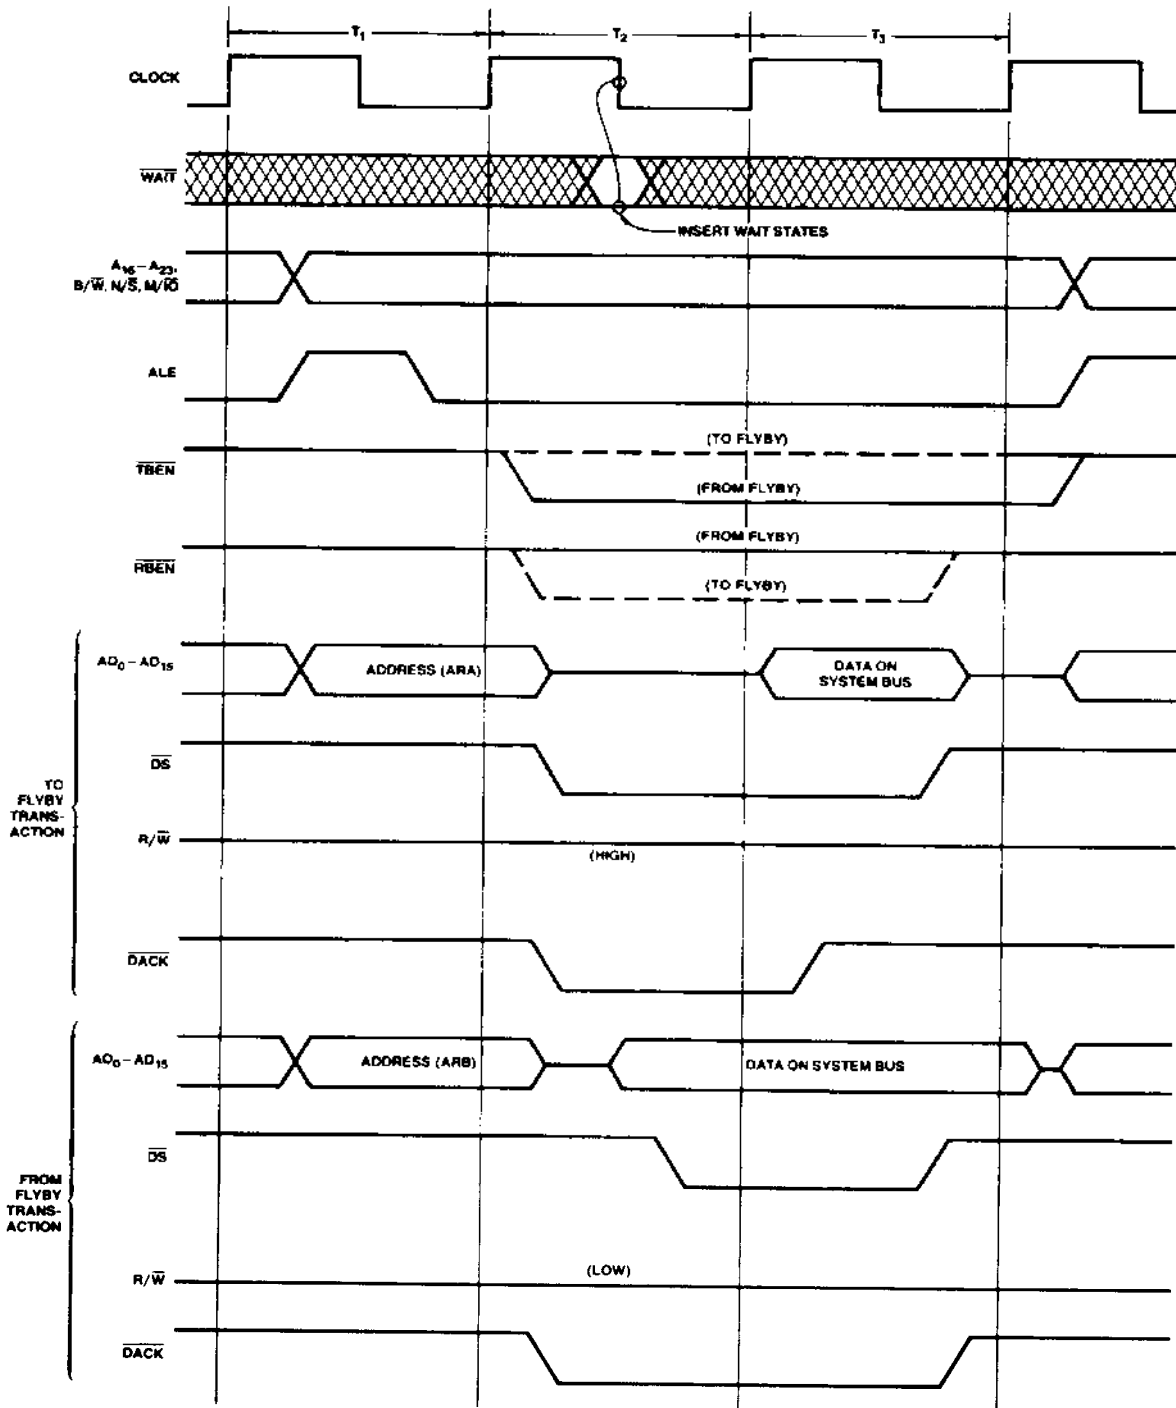 T₁ T₂ T₃
CLOCK
WAIT
INSERT WAIT STATES
A₁₆–A₂₃,
B/W, N/S, M/IO
ALE
(TO FLYBY)
TBEN
(FROM FLYBY)
(FROM FLYBY)
RBEN
(TO FLYBY)
TO
FLYBY
TRANS-
ACTION
AD₀–AD₁₅
ADDRESS (ARA)
DATA ON
SYSTEM BUS
DS
R/W
(HIGH)
DACK
FROM
FLYBY
TRANS-
ACTION
AD₀–AD₁₅
ADDRESS (ARB)
DATA ON SYSTEM BUS
DS
R/W
(LOW)
DACK